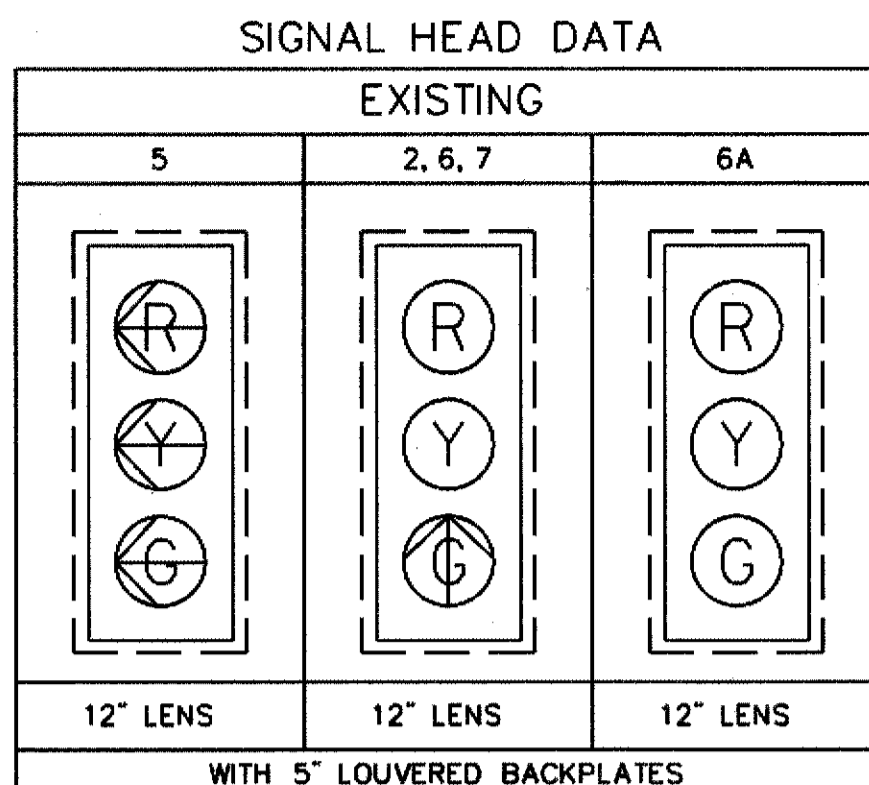 SIGNAL HEAD DATA
EXISTING
5 2, 6, 7 6A
R R R
Y Y Y
G G G
12" LENS 12" LENS 12" LENS
WITH 5" LOUVERED BACKPLATES